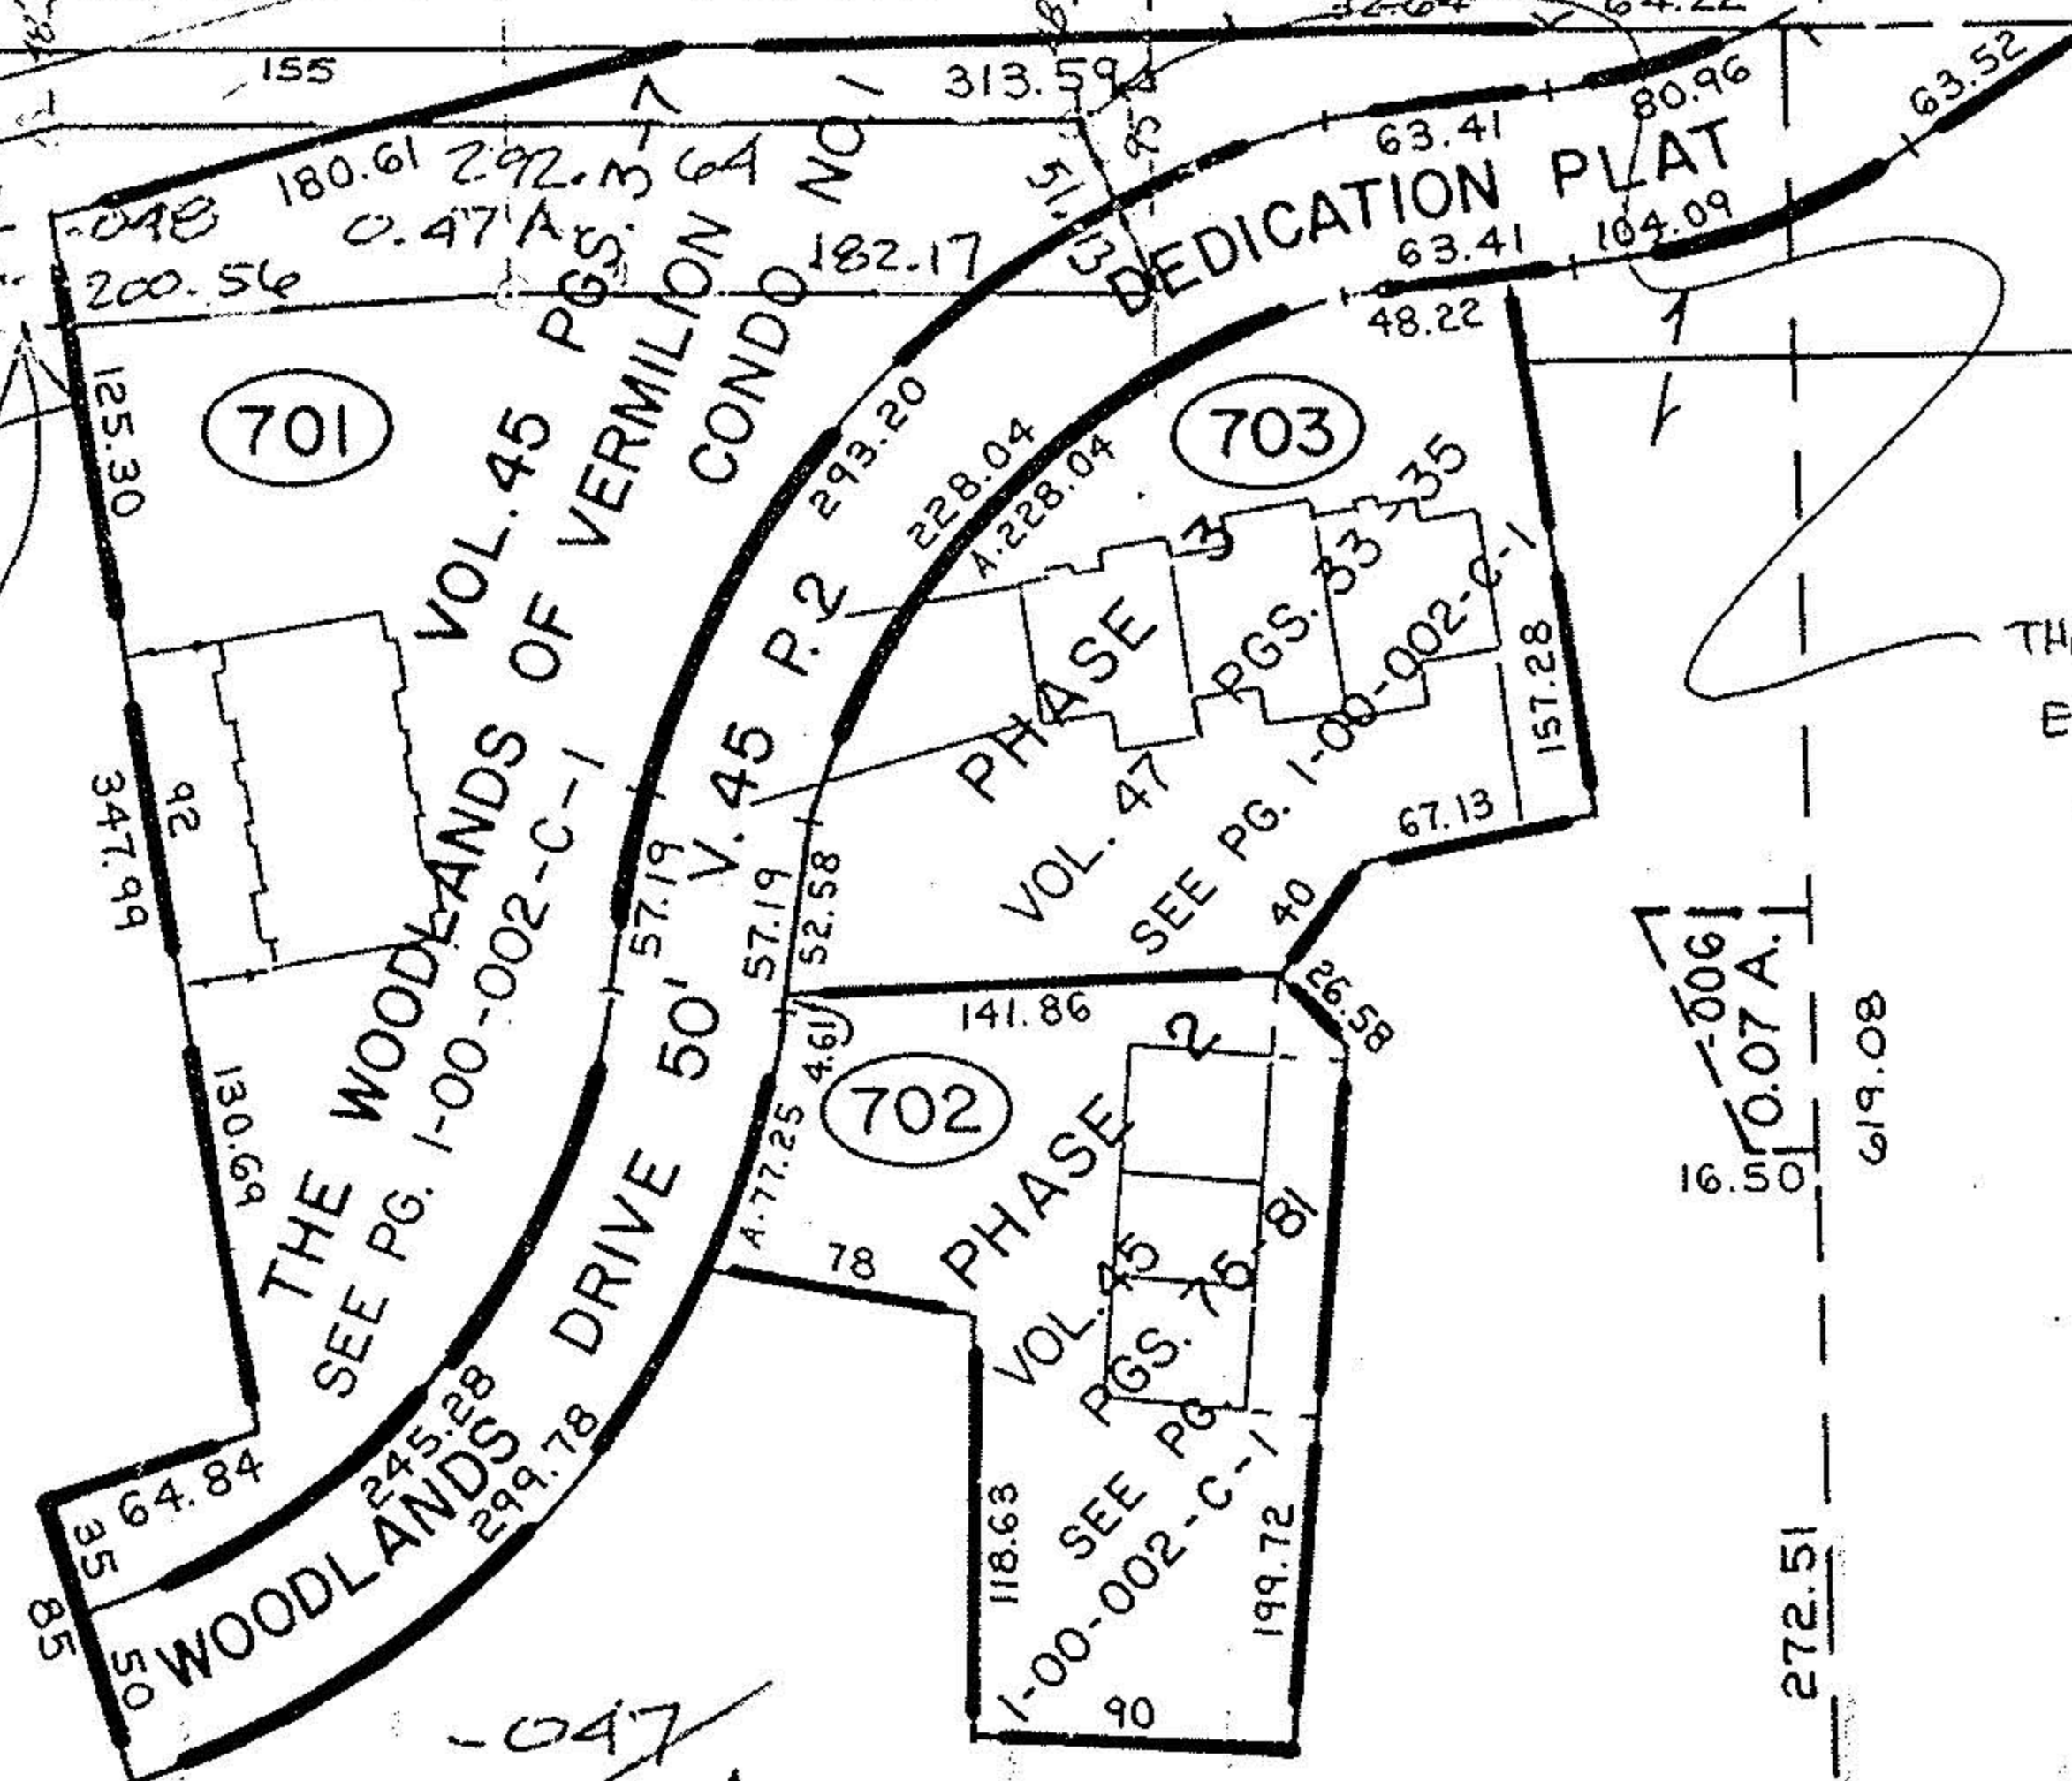 155
313.59
63.52
80.96
63.41
180.61
292.m 64
-048
0.47 A
51.13
DEDICATION PLAT
104.09
63.41
48.22
200.56
182.17
125.30
701
703
VOL. 45 PGS. 1-7
THE WOODLANDS OF VERMILION
CONDO NO. 1
SEE PG. 1-00-002-C-1
293.20
228.04
A-228.04
PHASE 3
VOL. 47 PGS. 33-35
SEE PG. 1-00-002-C-1
157.28
TH
E
92
347.99
67.13
40
57.19
57.19
52.58
V. 45 P. 2
50'
141.86
26.58
4.61
-006
0.07 A.
619.08
16.50
130.69
702
A-77.25
78
PHASE 2
VOL. 45
PGS. 75-81
SEE PG
1-00-002-C-1
WOODLANDS DRIVE
245.28
299.78
64.84
35
85
50
118.63
199.72
272.51
90
-047